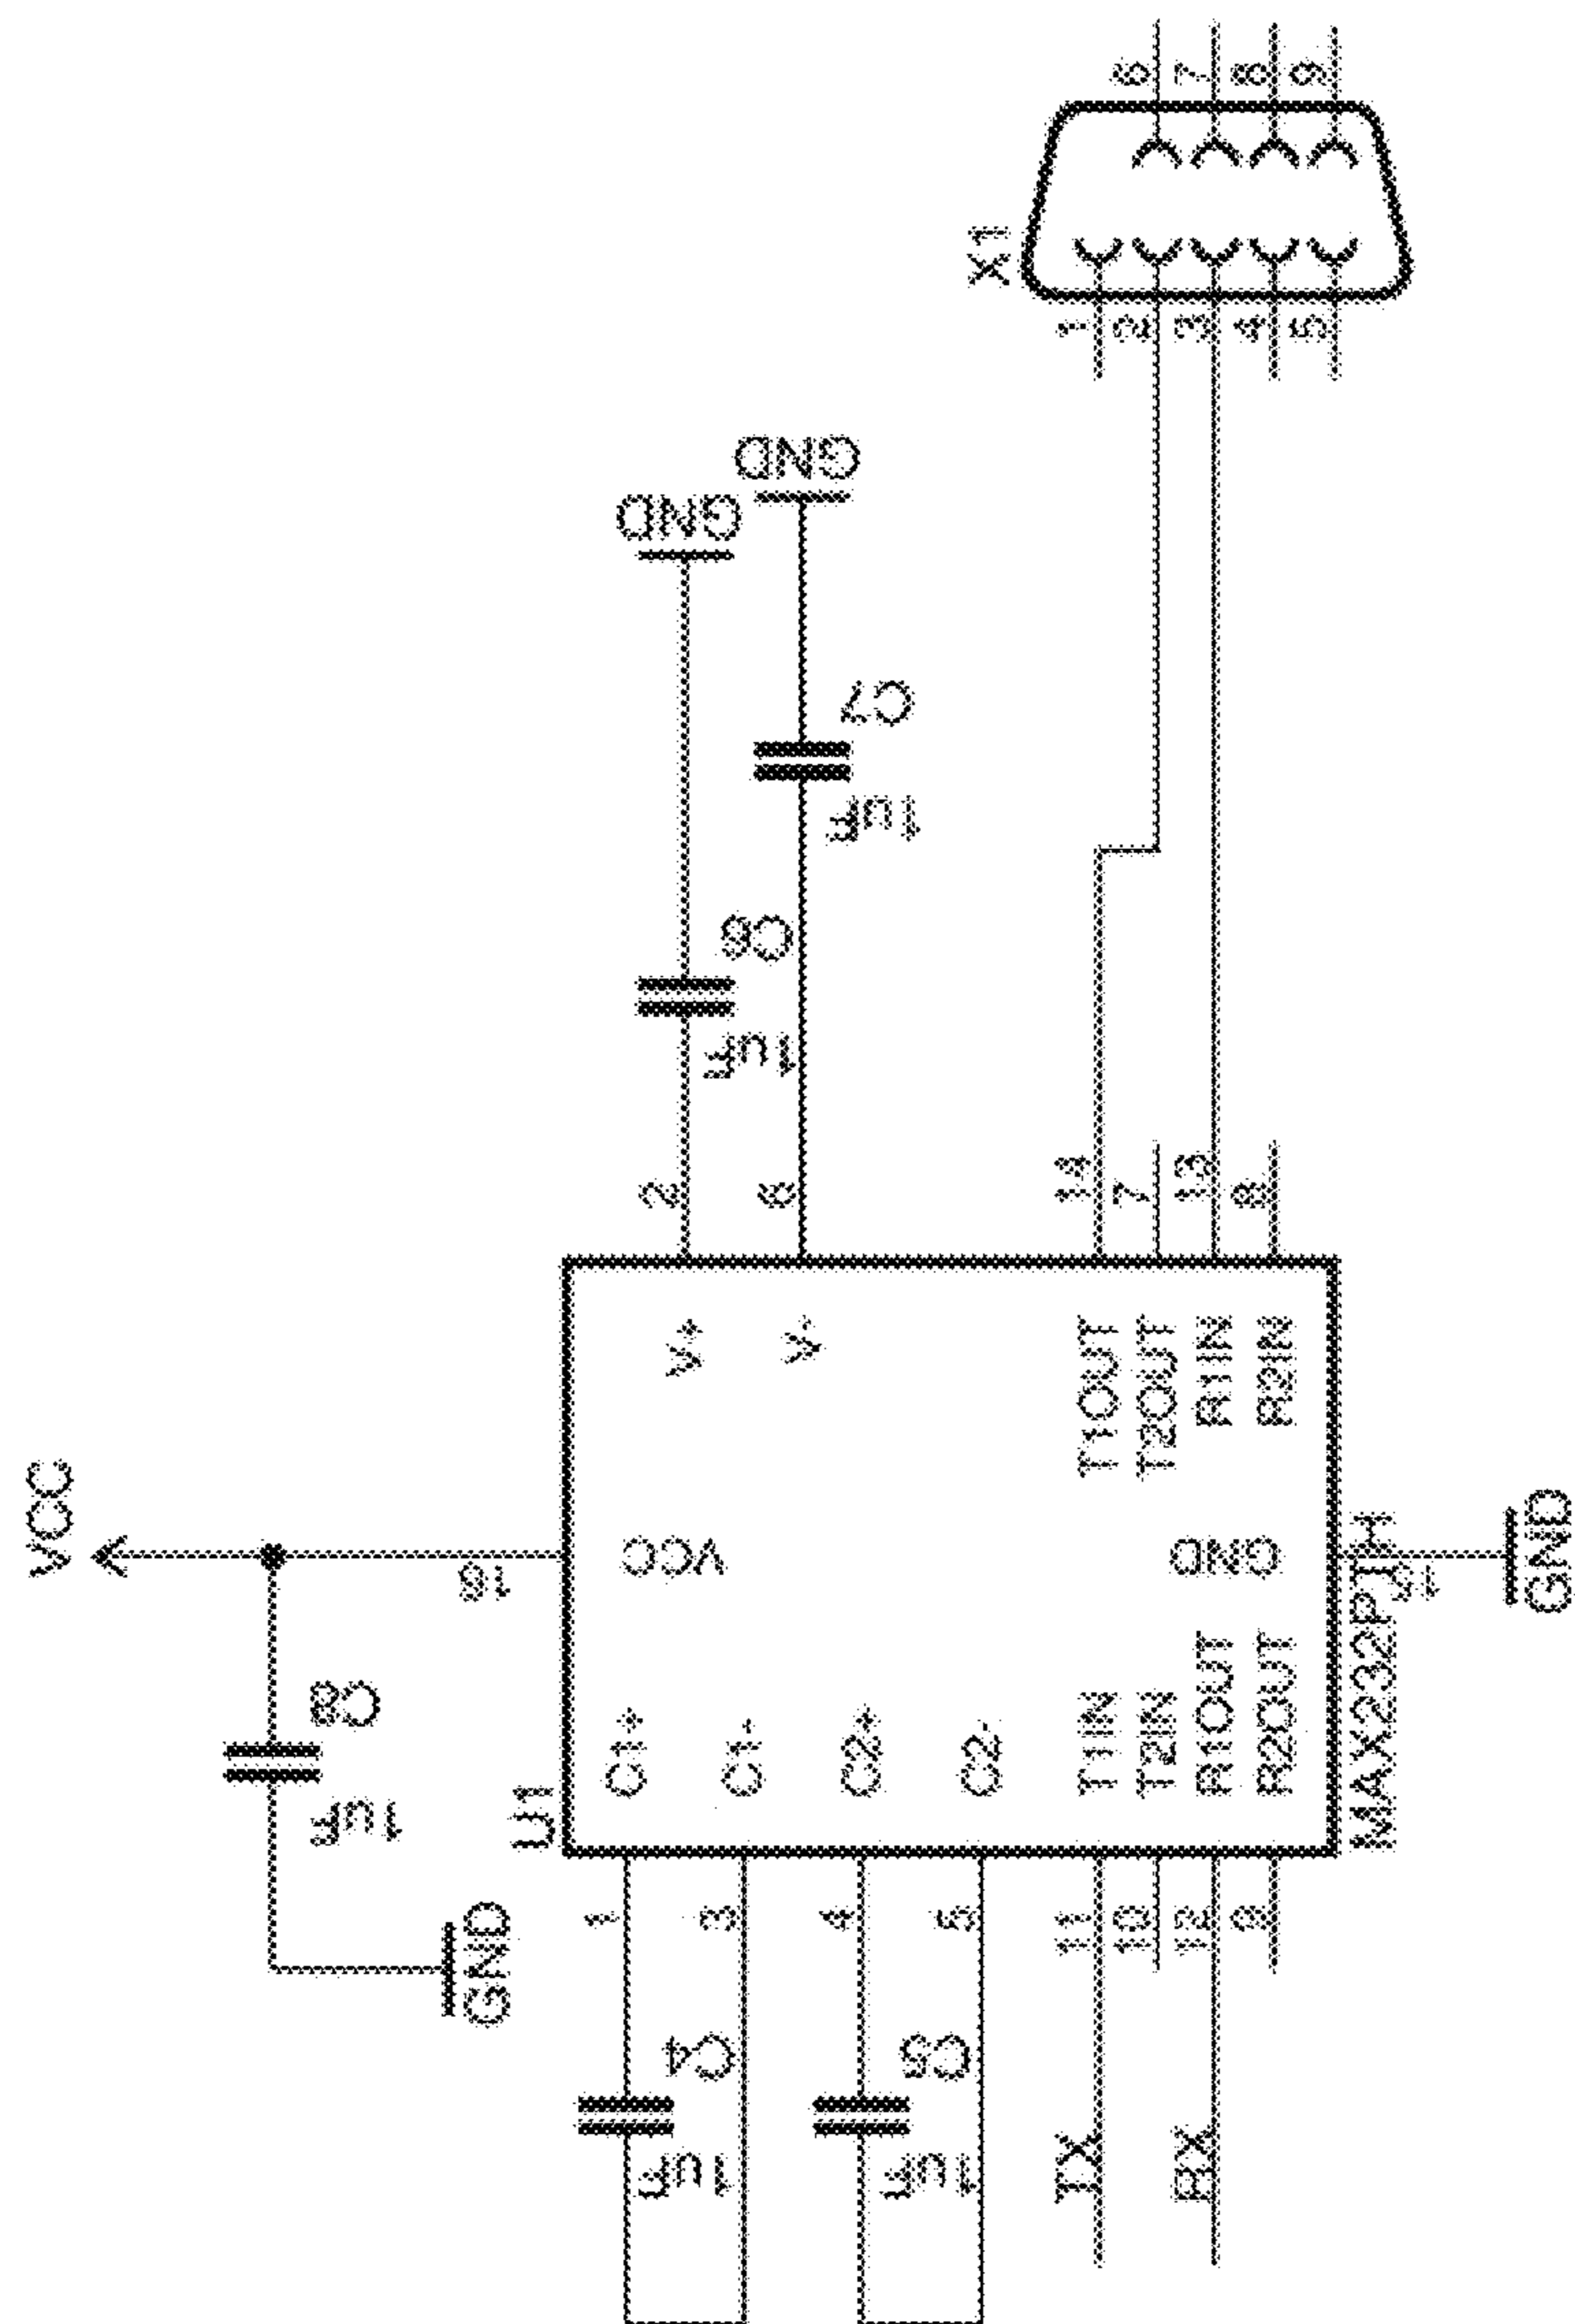 VCC
16
C8
1uF
GND
U1
C1+
C1-
C2+
C2-
T1IN
T2IN
R1OUT
R2OUT
VCC
GND
V+
V-
T1OUT
T2OUT
R1IN
R2IN
MAX232PTH
15
GND
1
3
4
5
11
10
12
9
C4
1uF
C5
1uF
TX
RX
2
6
14
7
13
8
C6
1uF
GND
C7
1uF
GND
X1
1
2
3
4
5
6
7
8
9